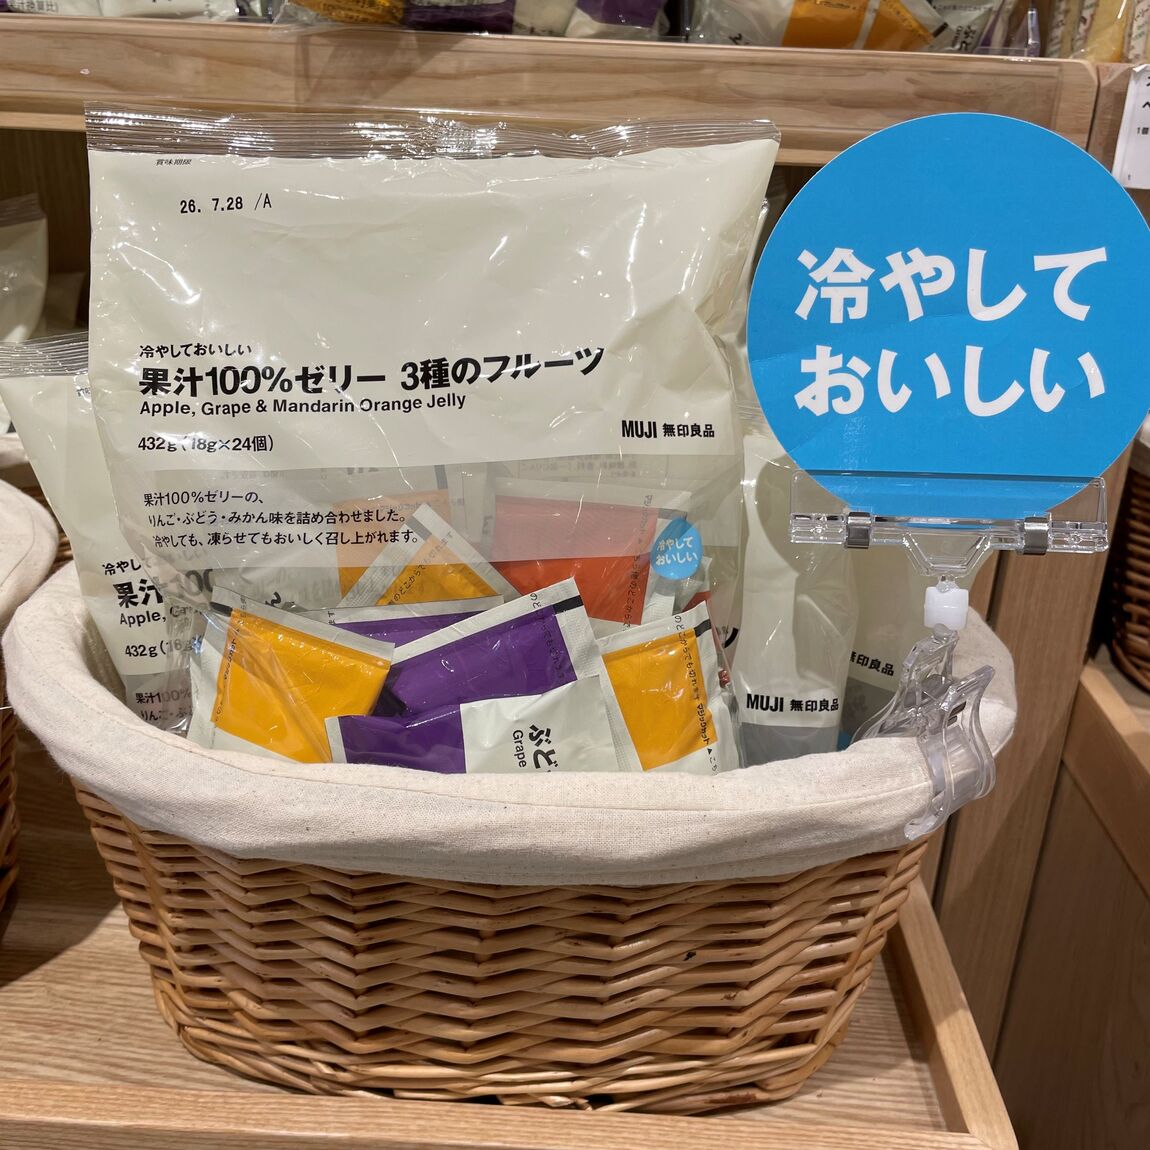 賞味期限
26. 7.28 /A
冷やしておいしい
果汁100%ゼリー 3種のフルーツ
Apple, Grape & Mandarin Orange Jelly
432g(18g×24個)
MUJI 無印良品
果汁100%ゼリーの、
りんご・ぶどう・みかん味を詰め合わせました。
冷やしても、凍らせてもおいしく召し上がれます。
冷やして
おいしい
冷やして
おいしい
Grape
MUJI 無印良品
無印良品
432g